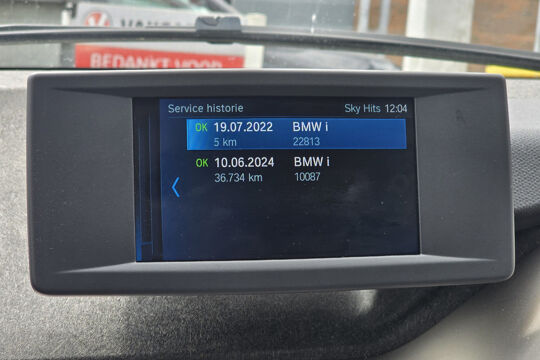 BEDANKT VOOR
Service historie
Sky Hits 12:04
OK 19.07.2022 BMW i
5 km 22813
OK 10.06.2024 BMW i
36.734 km 10087